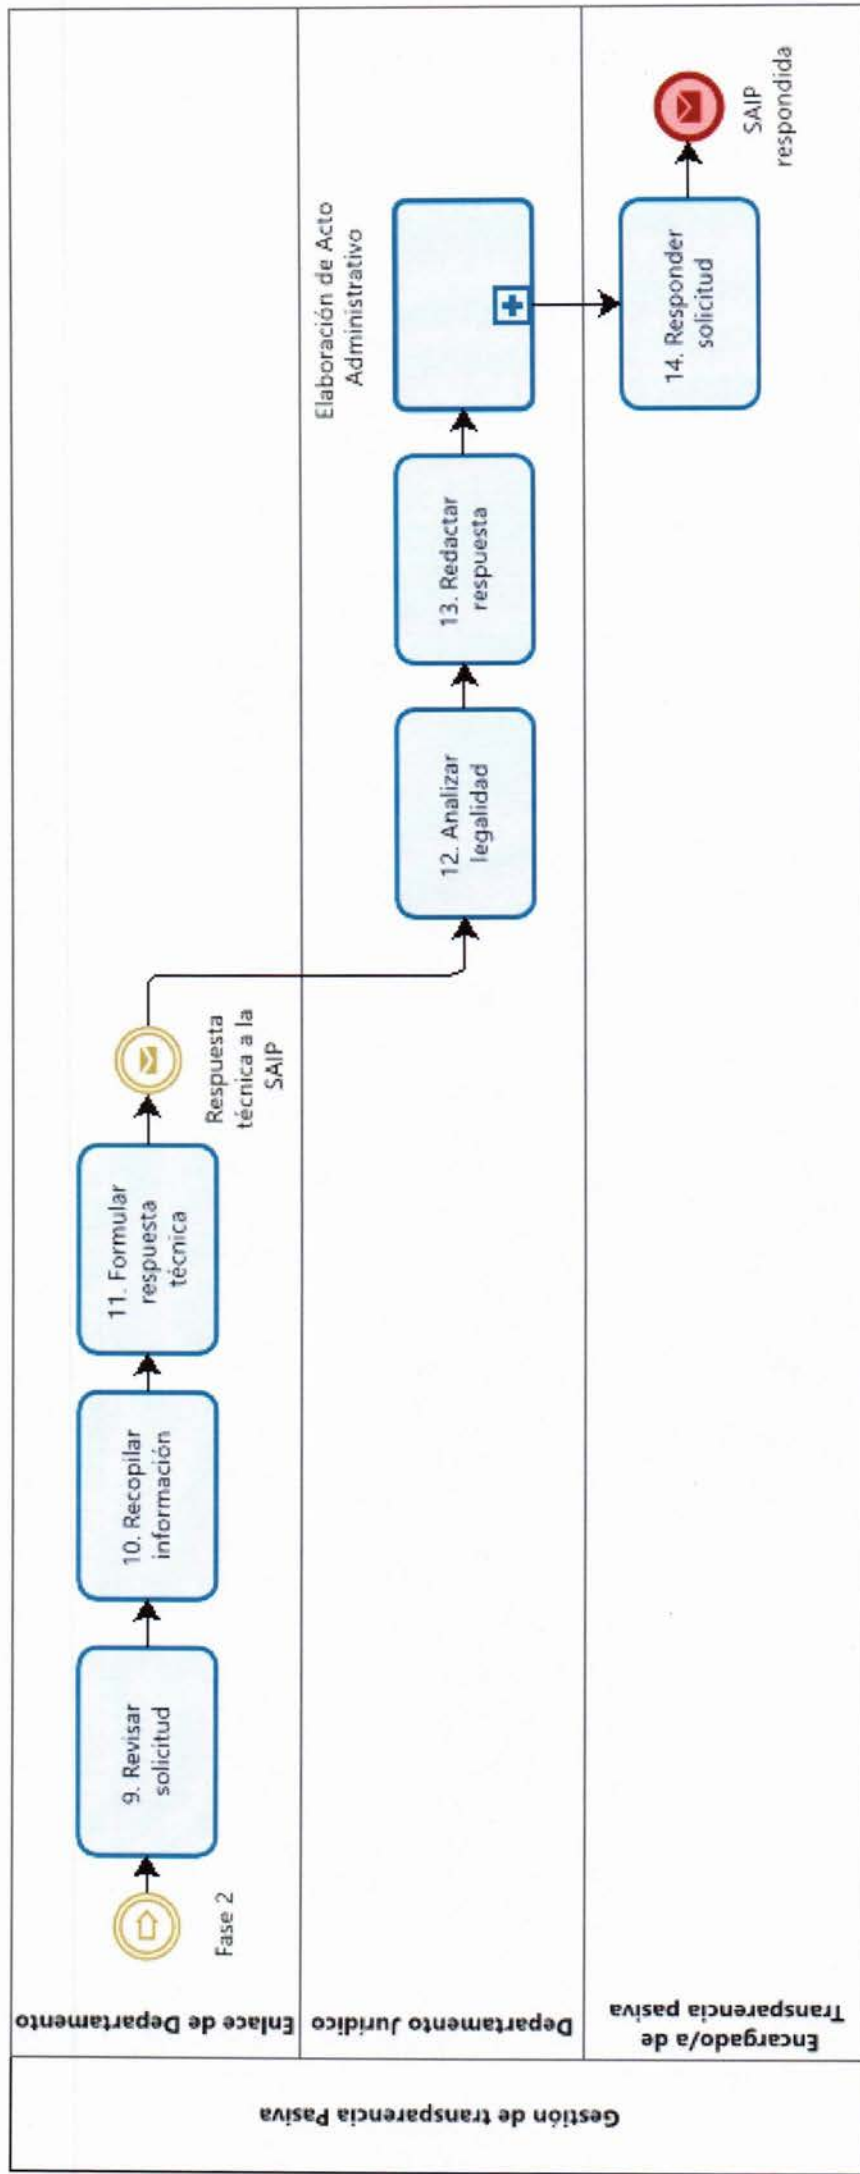 Gestión de transparencia Pasiva
Enlace de Departamento
Fase 2
9. Revisar
solicitud
10. Recopilar
información
11. Formular
respuesta
técnica
Respuesta
técnica a la
SAIP
Departamento Jurídico
12. Analizar
legalidad
13. Redactar
respuesta
Elaboración de Acto
Administrativo
Encargado/a de
Transparencia pasiva
14. Responder
solicitud
SAIP
respondida